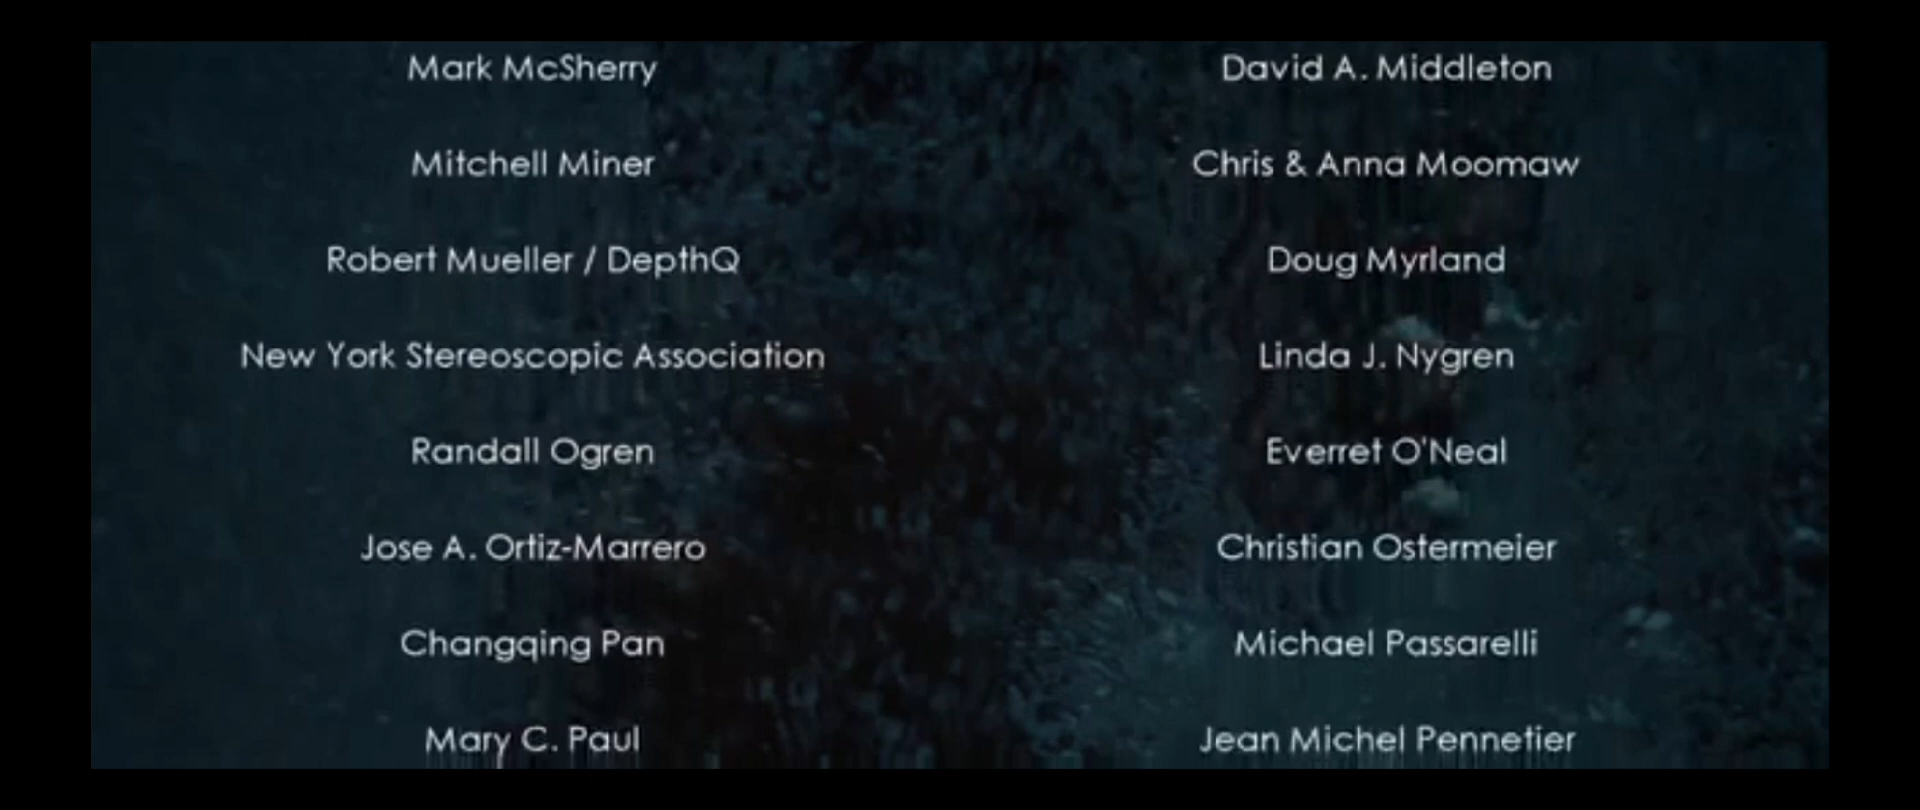 Mark McSherry
David A. Middleton
Mitchell Miner
Chris & Anna Moomaw
Robert Mueller / DepthQ
Doug Myrland
New York Stereoscopic Association
Linda J. Nygren
Randall Ogren
Everret O'Neal
Jose A. Ortiz-Marrero
Christian Ostermeier
Changqing Pan
Michael Passarelli
Mary C. Paul
Jean Michel Pennetier